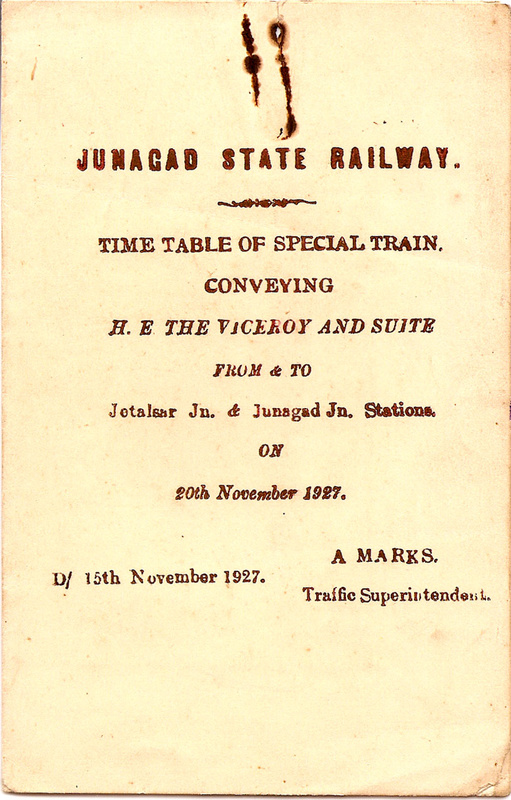 JUNAGAD STATE RAILWAY.
TIME TABLE OF SPECIAL TRAIN.
CONVEYING
H. E THE VICEROY AND SUITE
FROM & TO
Jetalsar Jn. & Junagad Jn. Stations.
ON
20th November 1927.
A MARKS.
D/ 15th November 1927.
Traffic Superintendent.